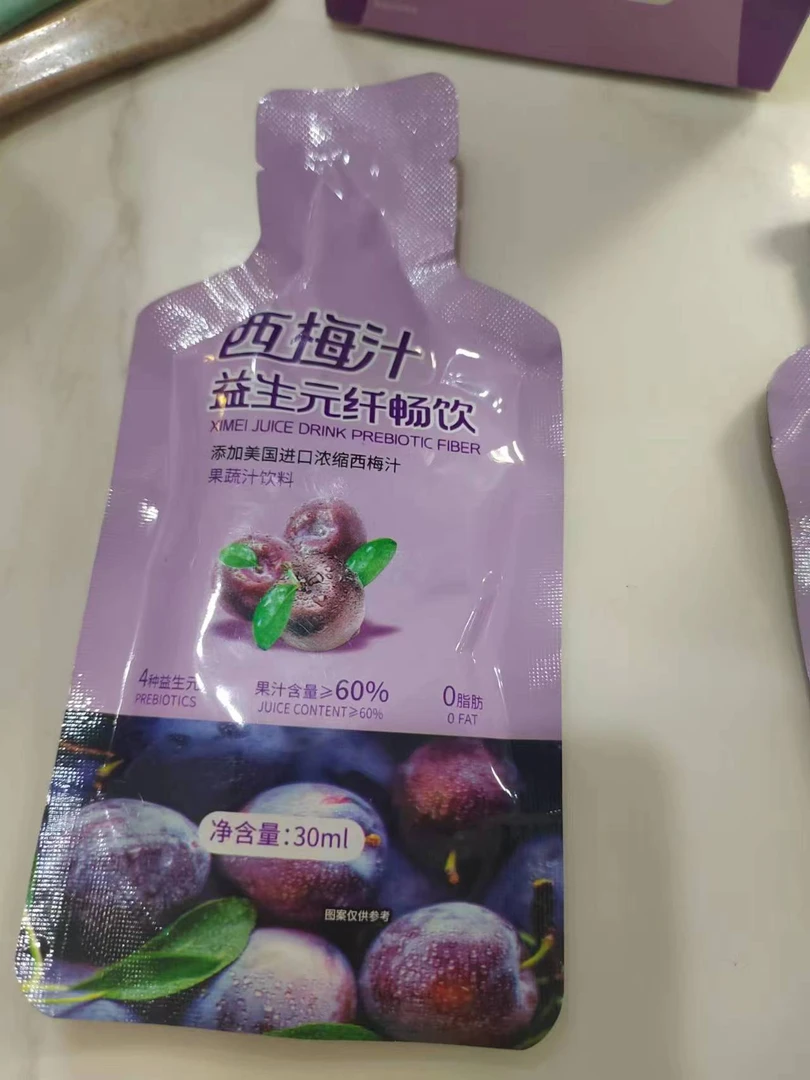 西梅汁
益生元纤畅饮
XIMEI JUICE DRINK PREBIOTIC FIBER
添加美国进口浓缩西梅汁
果蔬汁饮料
4种益生元
PREBIOTICS
果汁含量≥60%
JUICE CONTENT≥60%
0脂肪
0 FAT
净含量:30ml
图案仅供参考